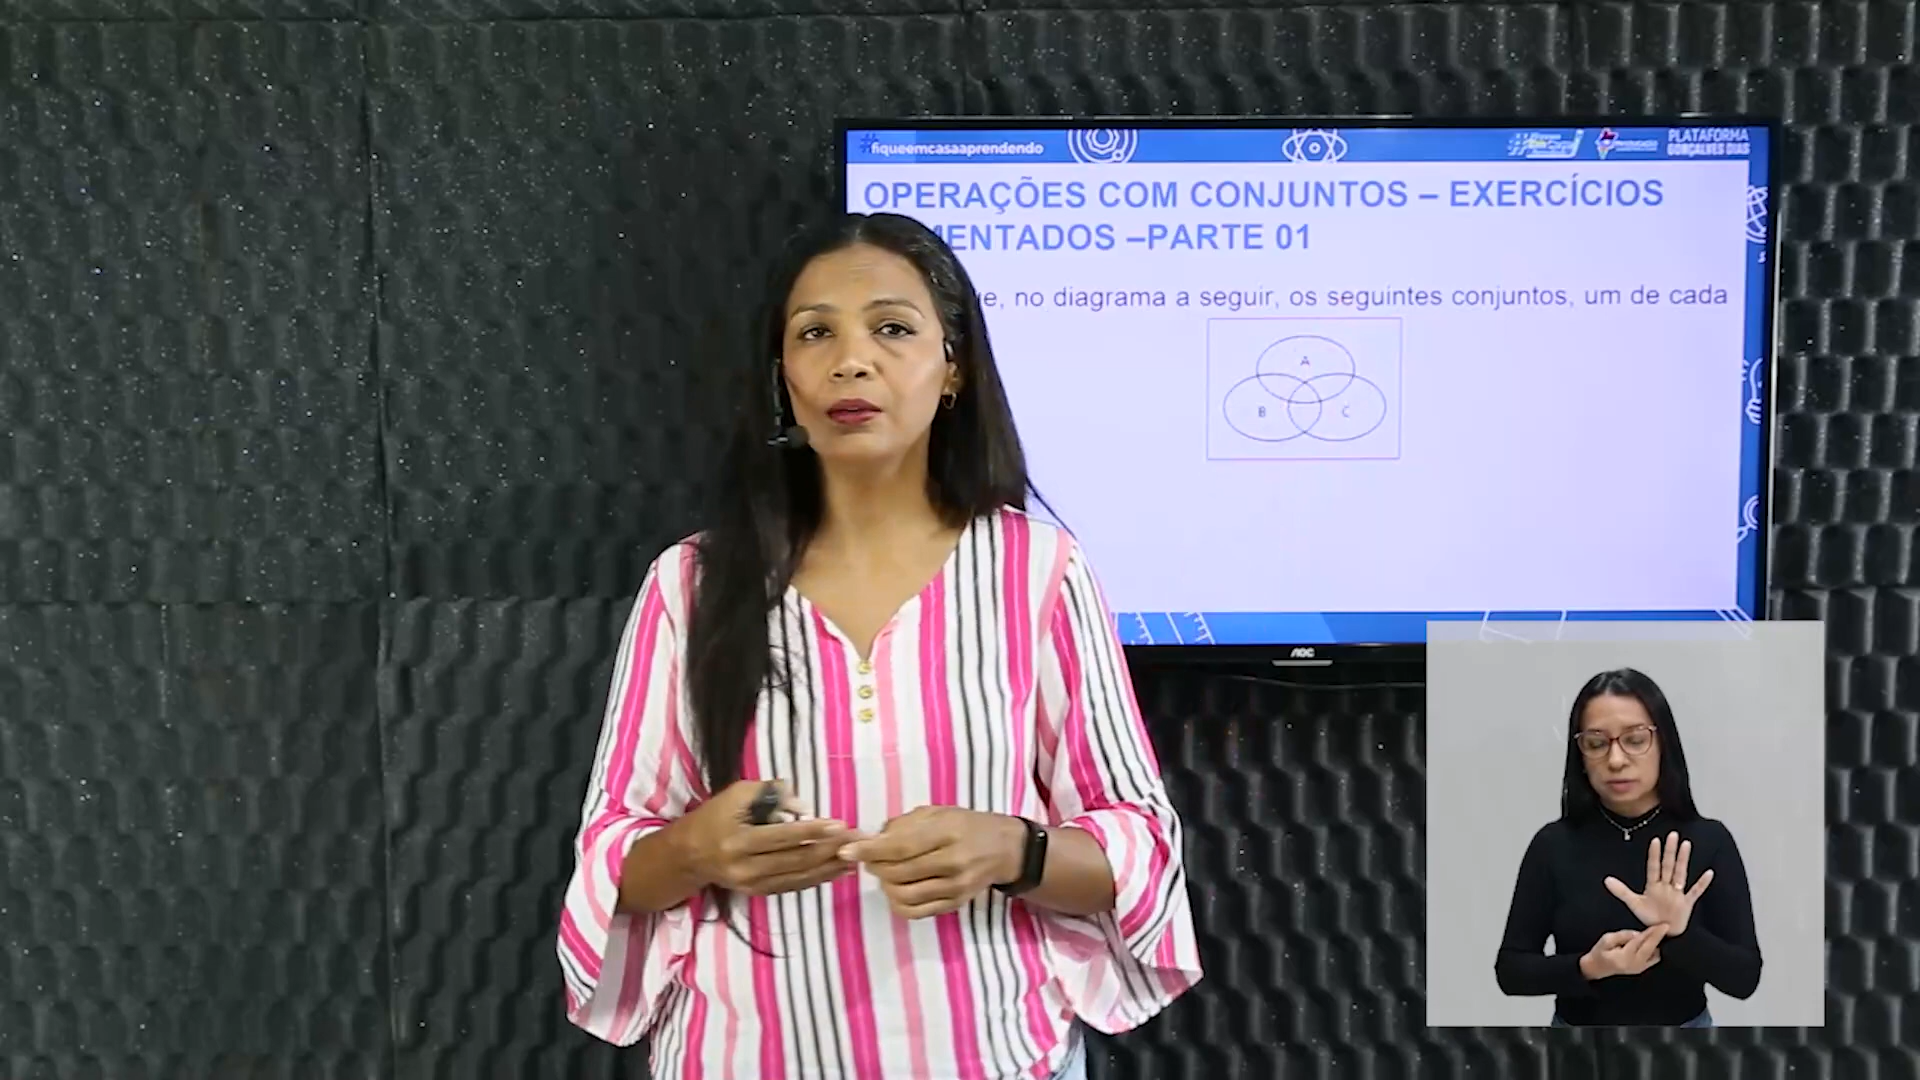 #fiqueemcasaaprendendo
PLATAFORMA
GONÇALVES DIAS
OPERAÇÕES COM CONJUNTOS – EXERCÍCIOS
MENTADOS –PARTE 01
e, no diagrama a seguir, os seguintes conjuntos, um de cada
A
B
C
AOC